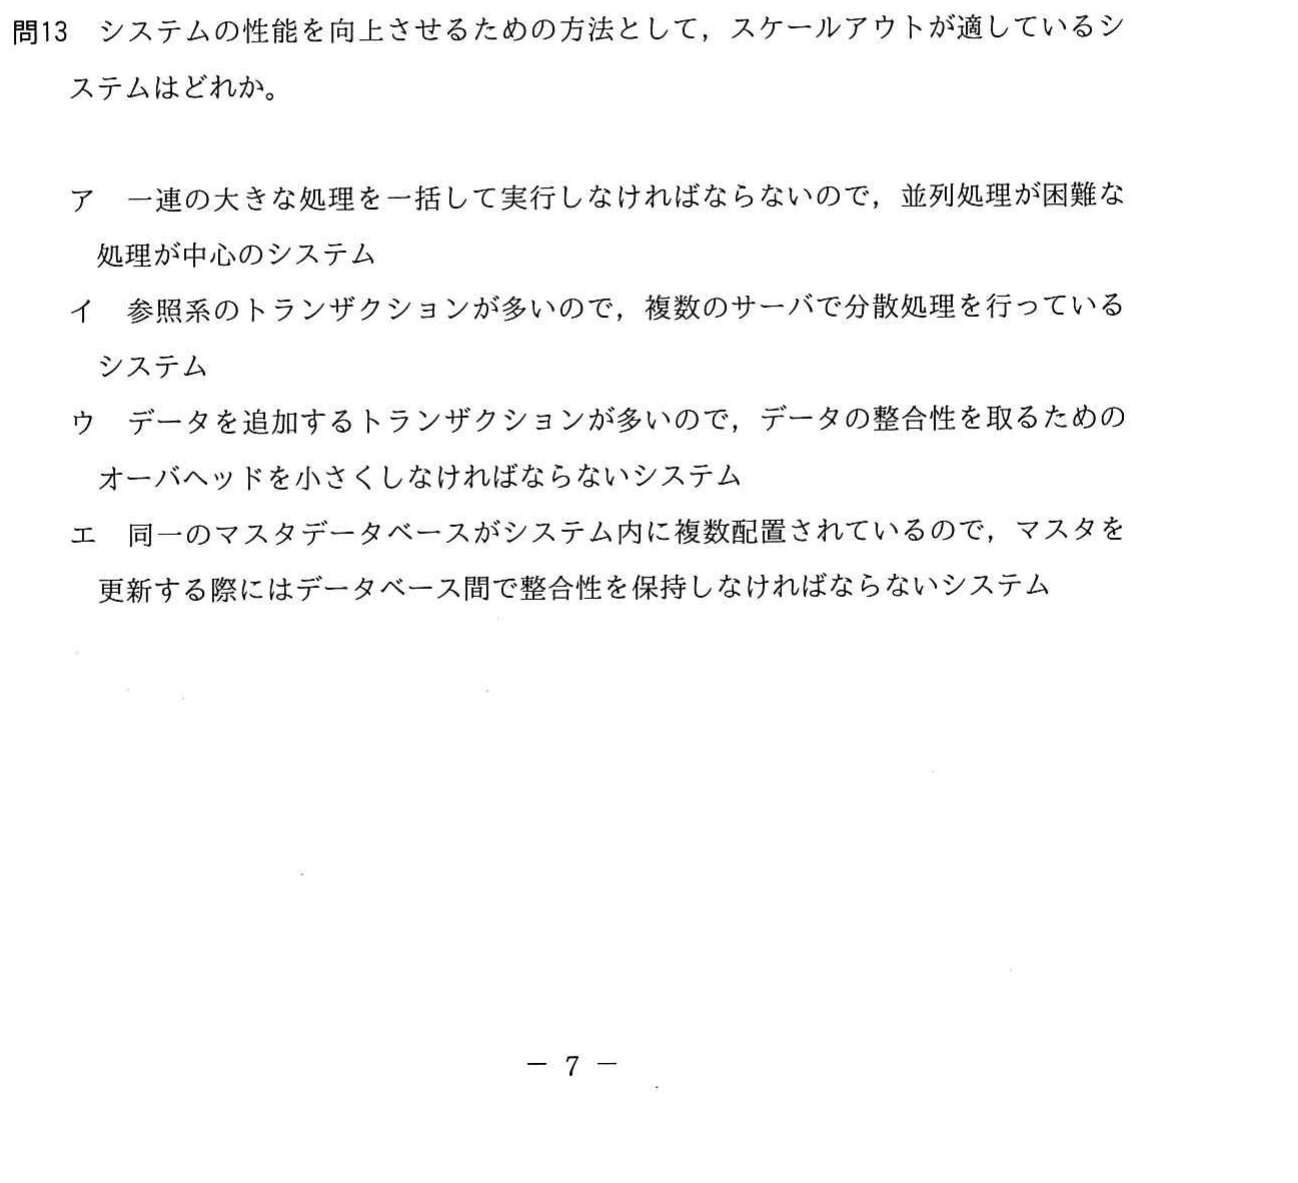 問13 システムの性能を向上させるための方法として，スケールアウトが適しているシ
ステムはどれか。
ア 一連の大きな処理を一括して実行しなければならないので，並列処理が困難な
処理が中心のシステム
イ 参照系のトランザクションが多いので，複数のサーバで分散処理を行っている
システム
ウ データを追加するトランザクションが多いので，データの整合性を取るための
オーバヘッドを小さくしなければならないシステム
エ 同一のマスタデータベースがシステム内に複数配置されているので，マスタを
更新する際にはデータベース間で整合性を保持しなければならないシステム
－ 7 －